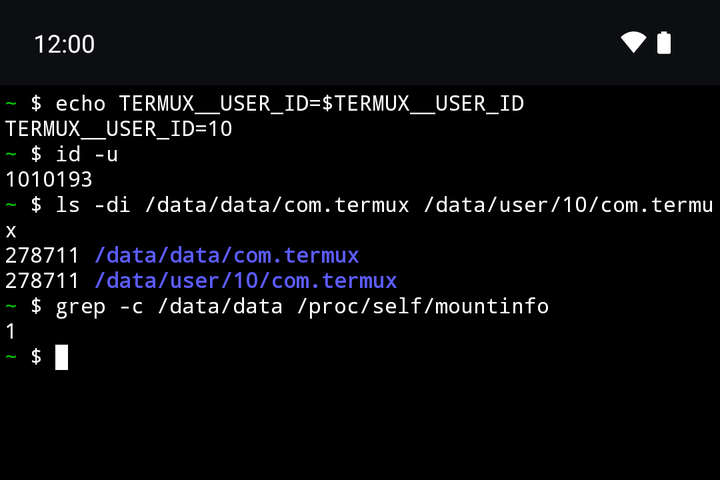 12:00
~ $ echo TERMUX__USER_ID=$TERMUX__USER_ID
TERMUX__USER_ID=10
~ $ id -u
1010193
~ $ ls -di /data/data/com.termux /data/user/10/com.termu
x
278711 /data/data/com.termux
278711 /data/user/10/com.termux
~ $ grep -c /data/data /proc/self/mountinfo
1
~ $